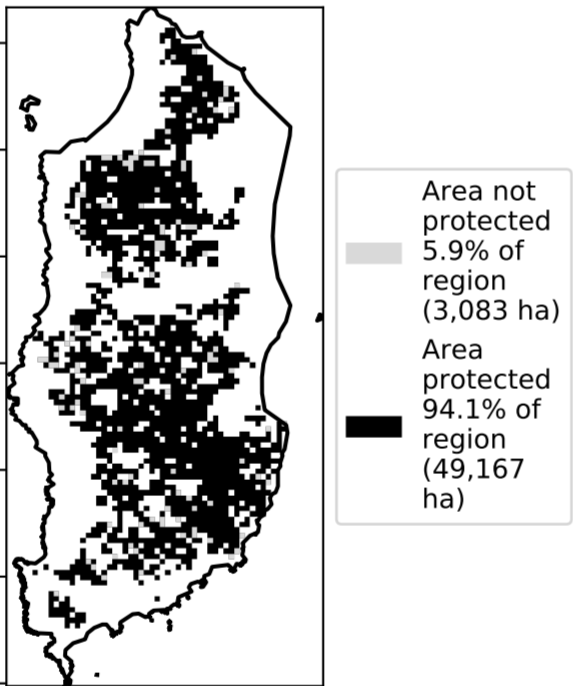 Area not
protected
5.9% of
region
(3,083 ha)
Area
protected
94.1% of
region
(49,167
ha)